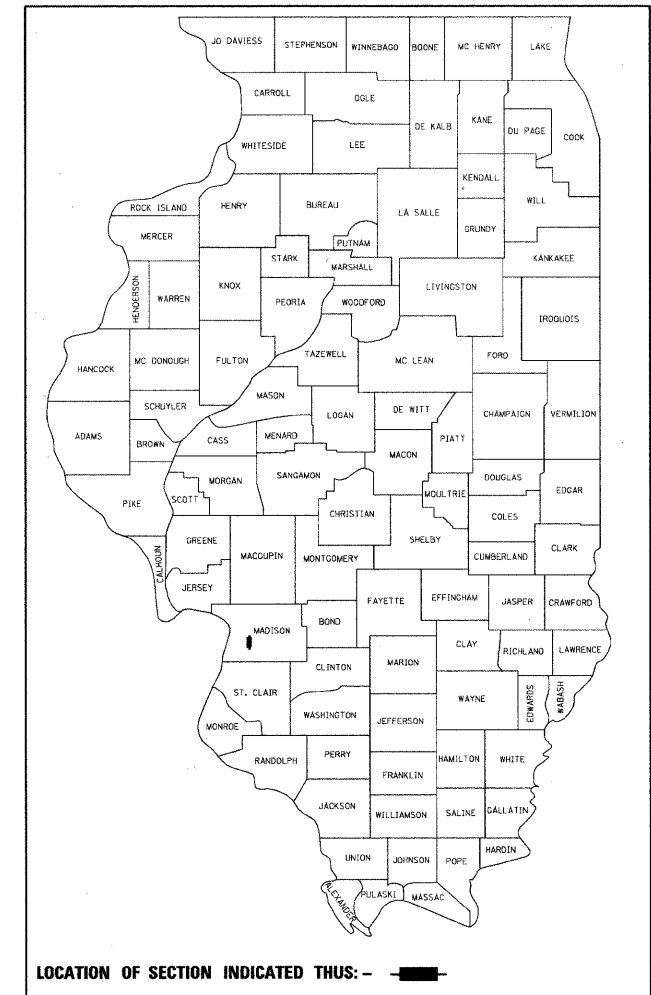 JO DAVIESS
STEPHENSON
WINNEBAGO
BOONE
MC HENRY
LAKE
CARROLL
OGLE
DE KALB
KANE
DU PAGE
COOK
WHITESIDE
LEE
KENDALL
WILL
ROCK ISLAND
HENRY
BUREAU
LA SALLE
GRUNDY
MERCER
PUTNAM
STARK
MARSHALL
KANKAKEE
HENDERSON
WARREN
KNOX
PEORIA
WOODFORD
LIVINGSTON
IROQUOIS
HANCOCK
MC DONOUGH
FULTON
TAZEWELL
MC LEAN
FORD
SCHUYLER
MASON
LOGAN
DE WITT
CHAMPAIGN
VERMILION
ADAMS
BROWN
CASS
MENARD
MACON
PIATT
PIKE
SCOTT
MORGAN
SANGAMON
CHRISTIAN
MOULTRIE
DOUGLAS
EDGAR
COLES
CALHOUN
GREENE
MACOUPIN
MONTGOMERY
SHELBY
CUMBERLAND
CLARK
JERSEY
FAYETTE
EFFINGHAM
JASPER
CRAWFORD
MADISON
BOND
CLAY
RICHLAND
LAWRENCE
CLINTON
MARION
ST. CLAIR
WAYNE
EDWARDS
WABASH
MONROE
WASHINGTON
JEFFERSON
RANDOLPH
PERRY
HAMILTON
WHITE
FRANKLIN
JACKSON
WILLIAMSON
SALINE
GALLATIN
UNION
JOHNSON
POPE
HARDIN
ALEXANDER
PULASKI
MASSAC
LOCATION OF SECTION INDICATED THUS: -